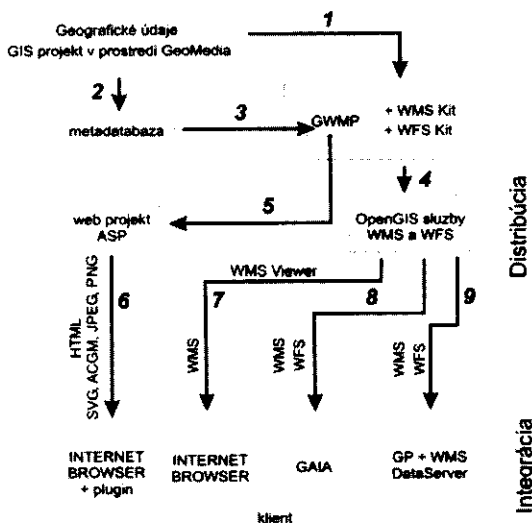 Geografické údaje
GIS projekt v prostredi GeoMedia
1
2
metadatabaza
3
GWMP
+ WMS Kit
+ WFS Kit
4
5
web projekt
ASP
OpenGIS sluzby
WMS a WFS
Distribúcia
6
HTML
SVG, ACGM, JPEG, PNG
WMS Viewer
7
WMS
8
WMS
WFS
9
WMS
WFS
INTERNET
BROWSER
+ plugin
INTERNET
BROWSER
GAIA
GP + WMS
DataServer
Integrácia
klient